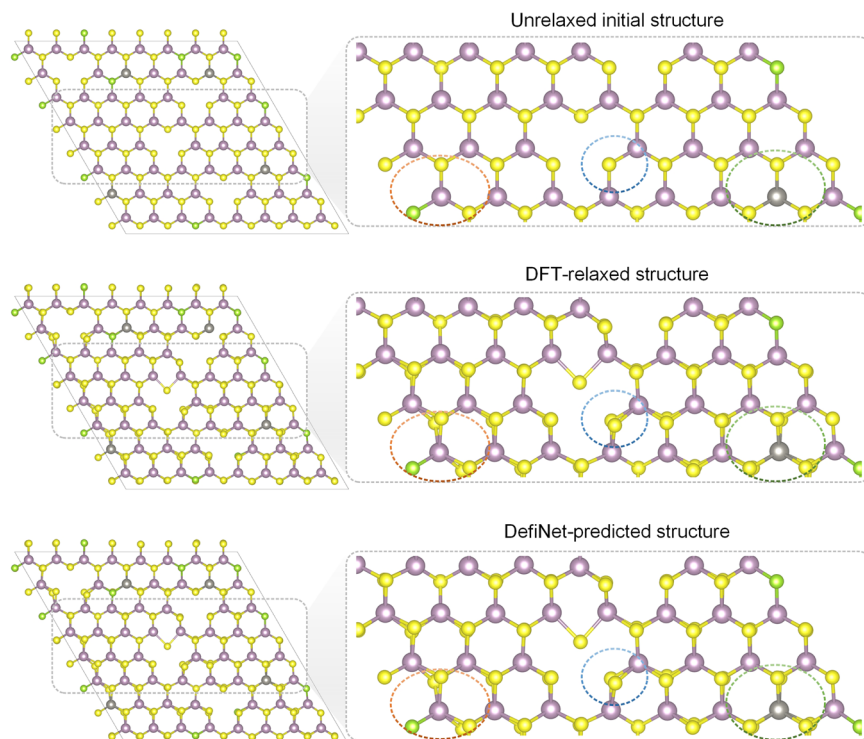 Unrelaxed initial structure
DFT-relaxed structure
DefiNet-predicted structure